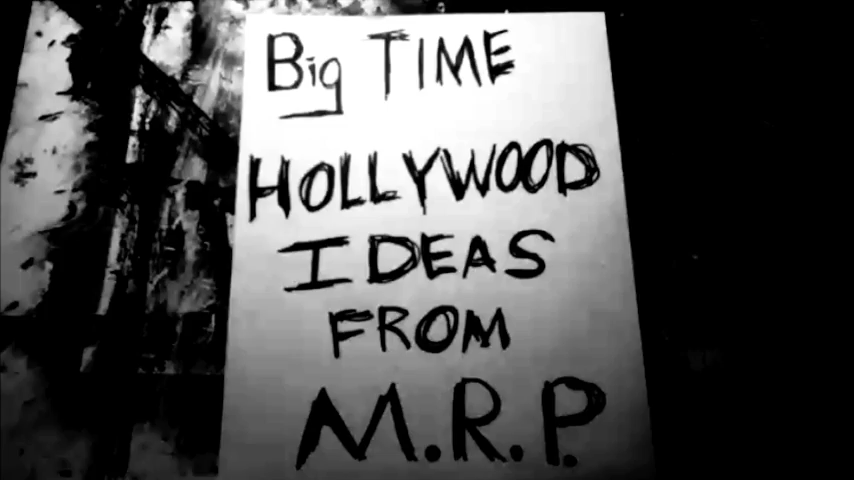 Big TIME
HOLLYWOOD
IDEAS
FROM
M.R.P.